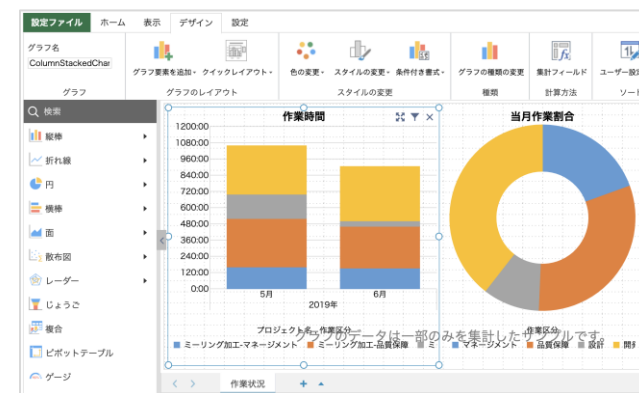 設定ファイル ホーム 表示 デザイン 設定
グラフ名
ColumnStackedChar
グラフ要素を追加 クイックレイアウト 色の変更 スタイルの変更 条件付き書式 グラフの種類の変更 集計フィールド ユーザー設
グラフ グラフのレイアウト スタイルの変更 種類 計算方法 ソート
検索
縦棒
折れ線
円
横棒
面
散布図
レーダー
じょうご
複合
ピボットテーブル
ゲージ
作業時間
1200:00
1080:00
960:00
840:00
720:00
600:00
480:00
360:00
240:00
120:00
0:00
5月 6月
2019年
プロジェクト名, 作業区分
ミーリング加工-マネージメント ミーリング加工-品質保障 ミ
当月作業割合
作業区分
マネージメント 品質保障 設計 開発
グラフのデータは一部のみを集計したサンプルです。
作業状況